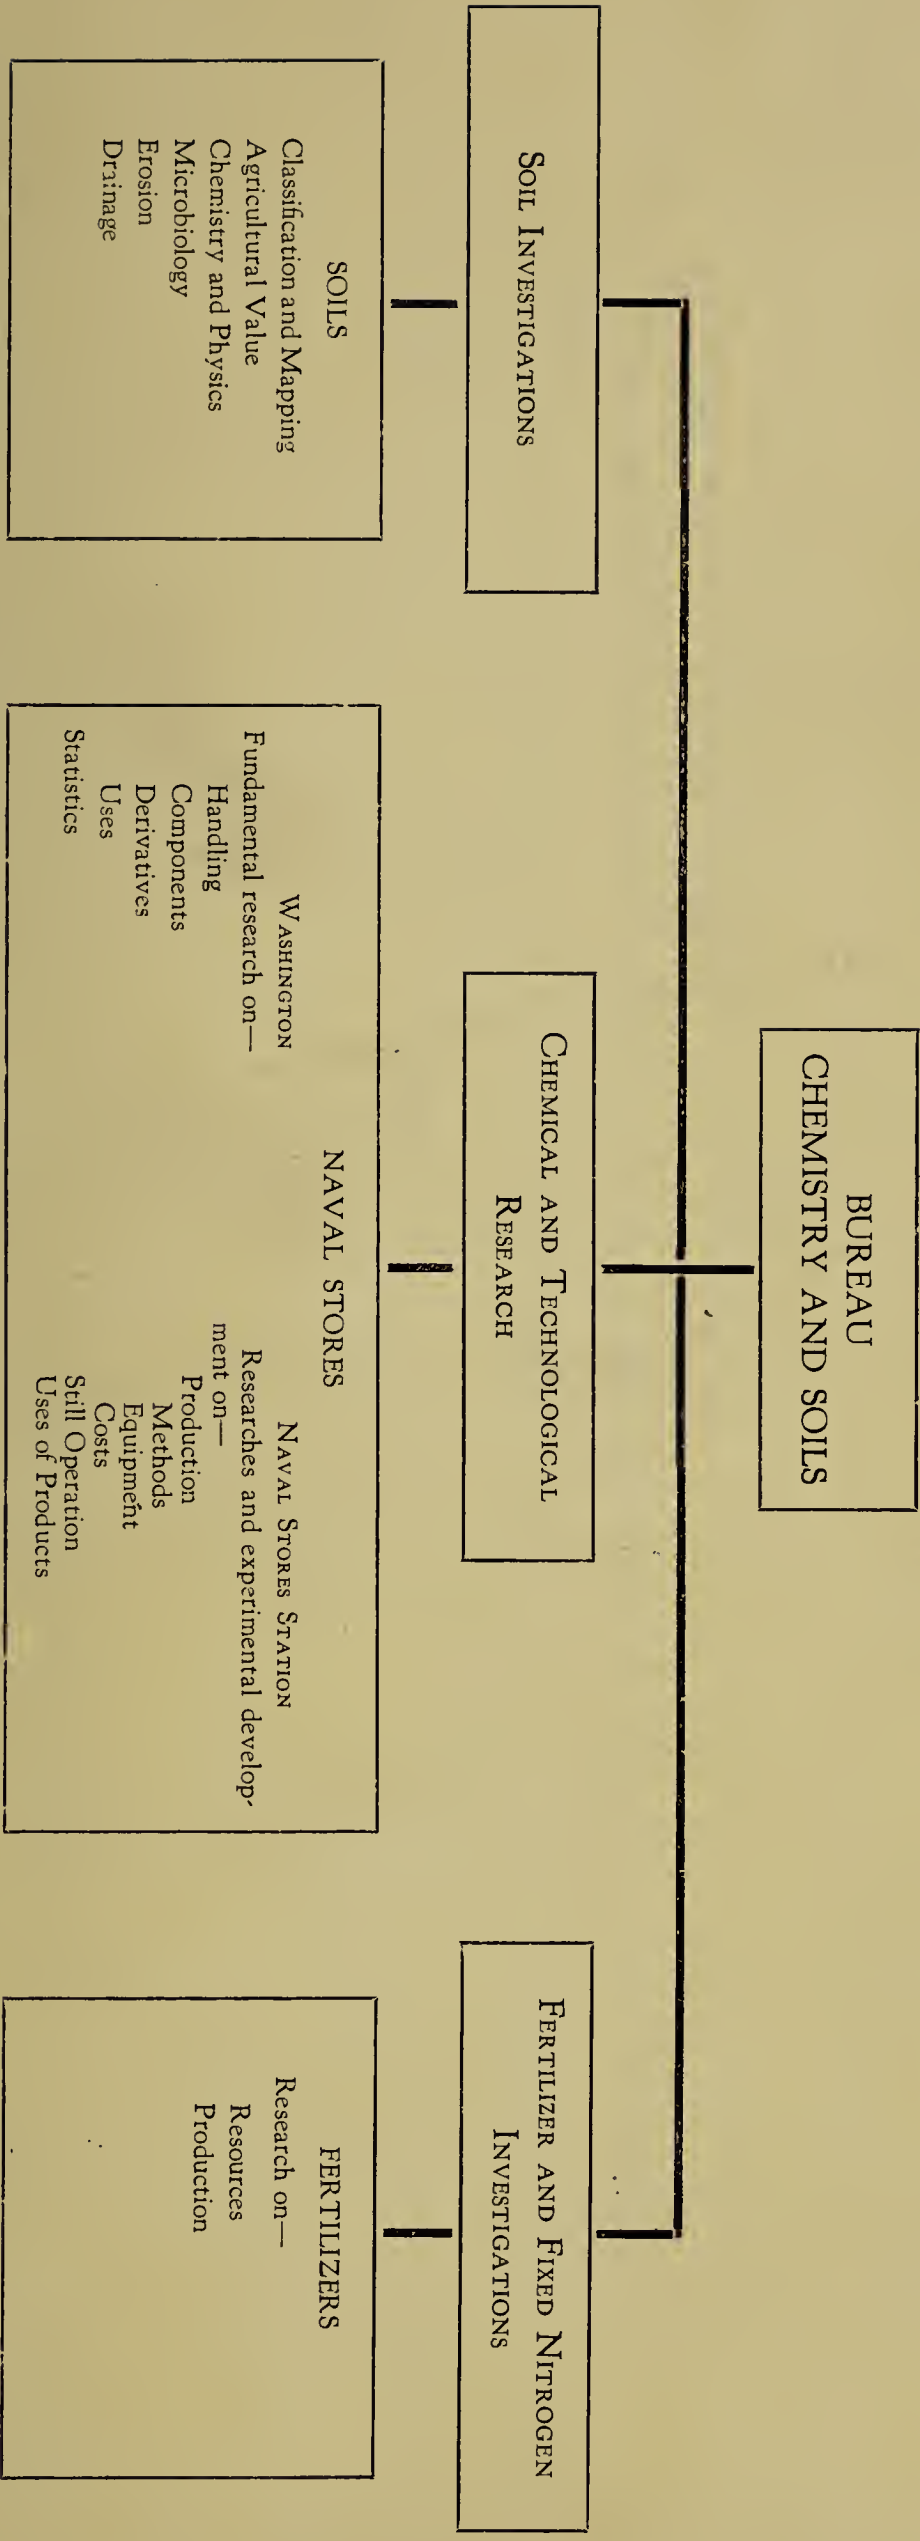 BUREAU
CHEMISTRY AND SOILS
SOIL INVESTIGATIONS
CHEMICAL AND TECHNOLOGICAL
RESEARCH
FERTILIZER AND FIXED NITROGEN
INVESTIGATIONS
SOILS
Classification and Mapping
Agricultural Value
Chemistry and Physics
Microbiology
Erosion
Drainage
NAVAL STORES
WASHINGTON
Fundamental research on—
Handling
Components
Derivatives
Uses
Statistics
NAVAL STORES STATION
Researches and experimental develop-
ment on—
Production
Methods
Equipment
Costs
Still Operation
Uses of Products
FERTILIZERS
Research on—
Resources
Production